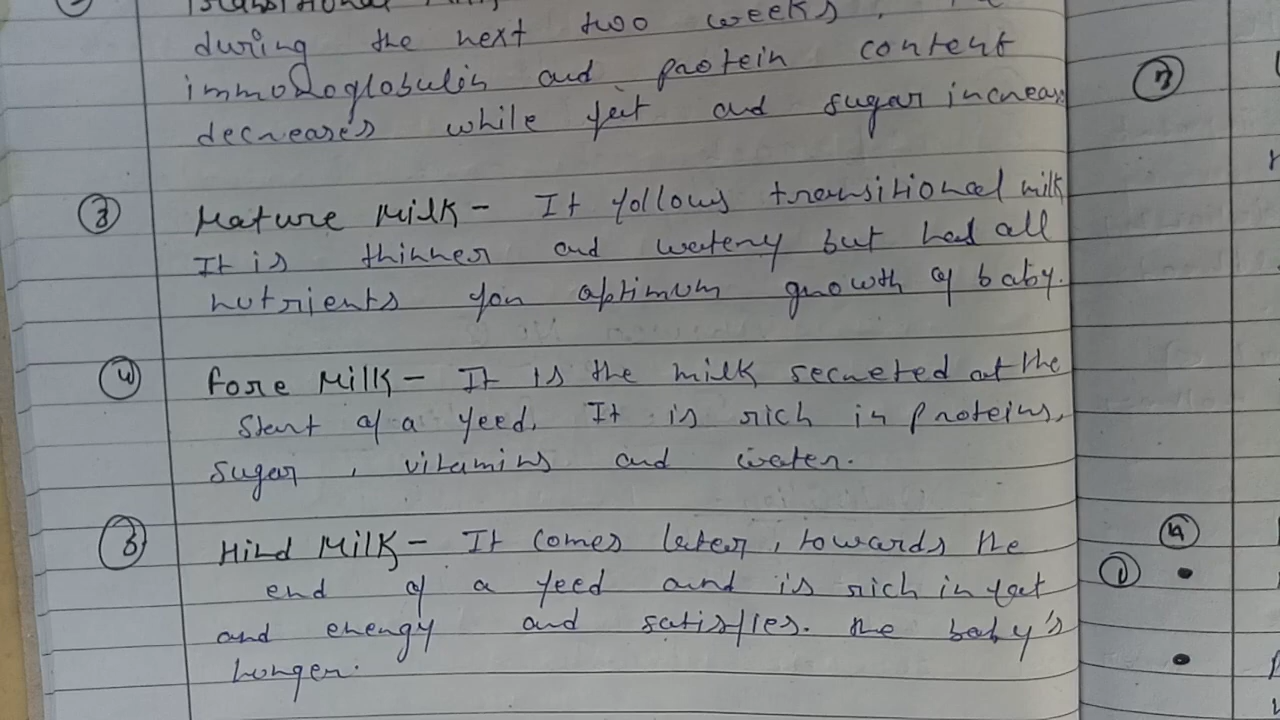 during the next two weeks.
immunoglobulin and protein content
decreases while fat and sugar increase
③ Mature Milk - It follows transitional milk
It is thinner and watery but had all
nutrients for optimum growth of baby.
④ Fore Milk - It is the milk secreted at the
start of a feed. It is rich in proteins,
sugar, vitamins and water.
⑤ Hind Milk - It comes later, towards the
end of a feed and is rich in fat
and energy and satisfies. the baby's
hunger.